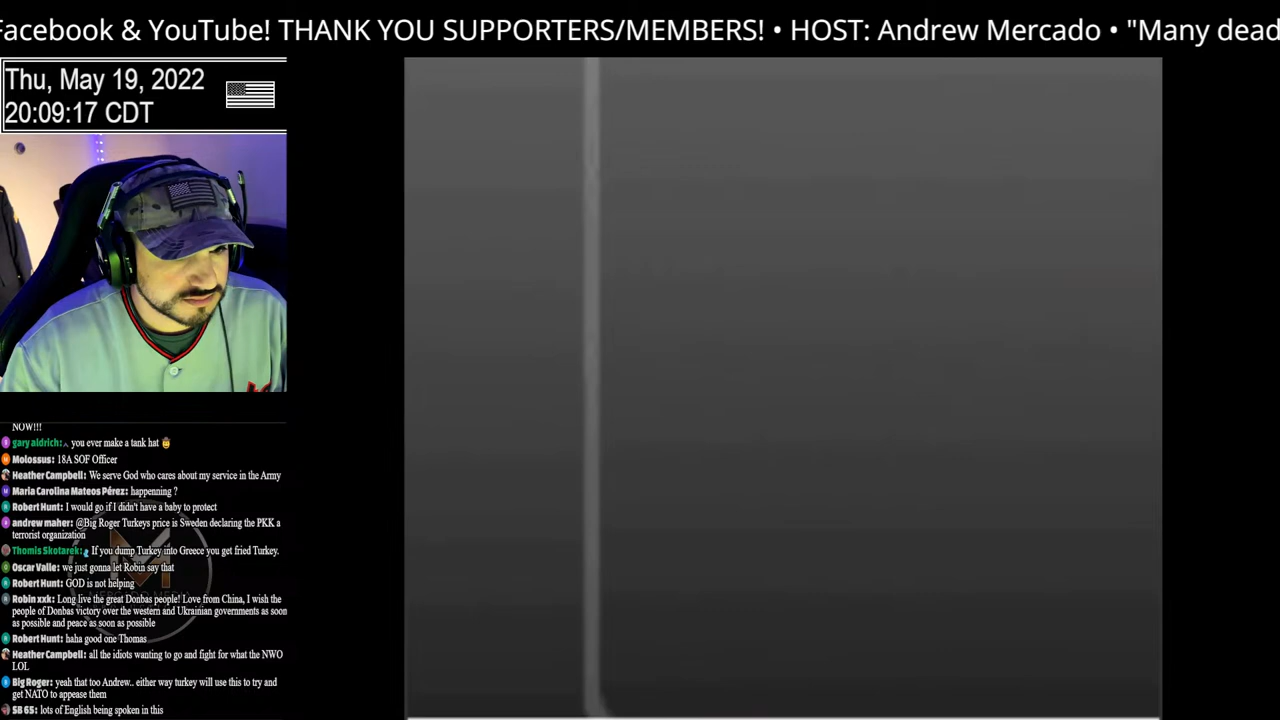 Facebook & YouTube! THANK YOU SUPPORTERS/MEMBERS! • HOST: Andrew Mercado • "Many dead
Thu, May 19, 2022
20:09:17 CDT
NOW!!!
gary aldrich: you ever make a tank hat 🤠
Molossus: 18A SOF Officer
Heather Campbell: We serve God who cares about my service in the Army
Maria Carolina Mateos Pérez: happenning ?
Robert Hunt: I would go if I didn't have a baby to protect
andrew maher: @Big Roger Turkeys price is Sweden declaring the PKK a
terrorist organization
Thomis Skotarek: If you dump Turkey into Greece you get fried Turkey.
Oscar Valle: we just gonna let Robin say that
Robert Hunt: GOD is not helping
Robin xxk: Long live the great Donbas people! Love from China, I wish the
people of Donbas victory over the western and Ukrainian governments as soon
as possible and peace as soon as possible
Robert Hunt: haha good one Thomas
Heather Campbell: all the idiots wanting to go and fight for what the NWO
LOL
Big Roger: yeah that too Andrew.. either way turkey will use this to try and
get NATO to appease them
SB 65: lots of English being spoken in this